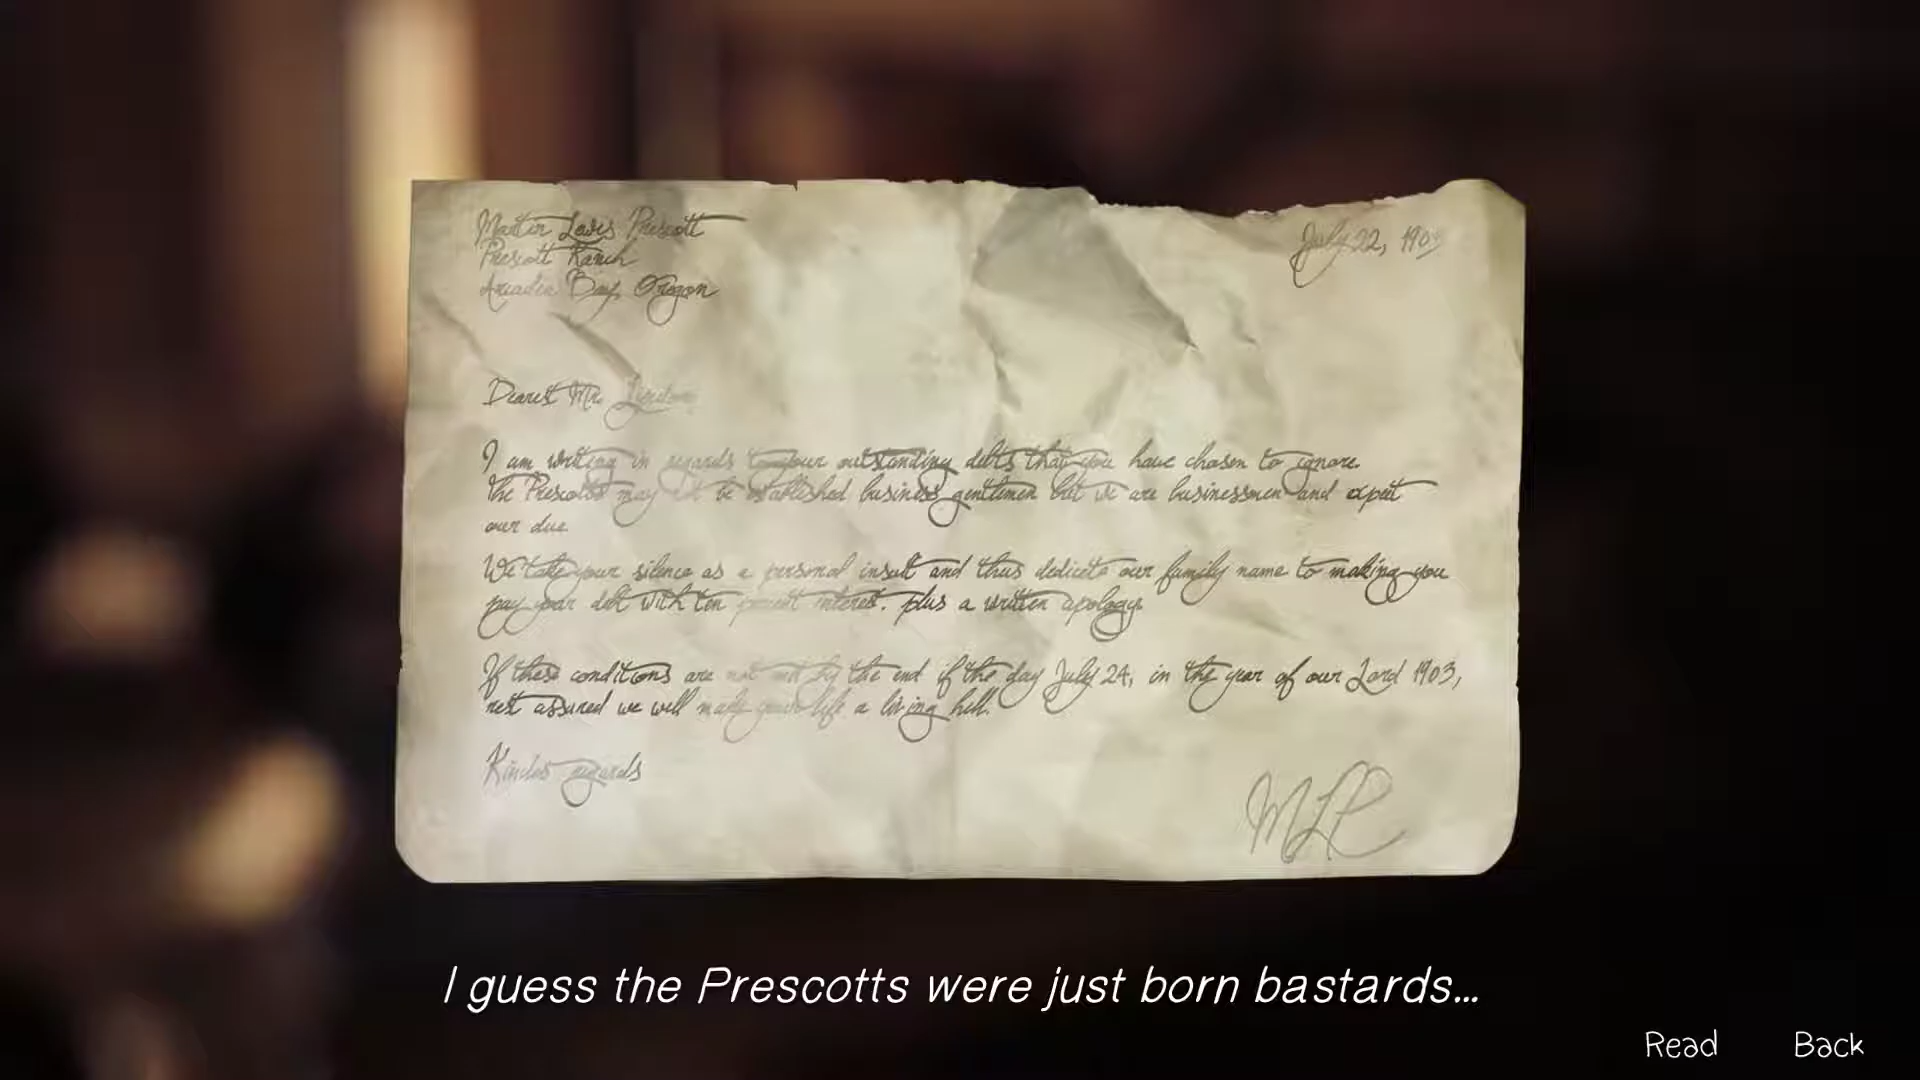 Martin Lewis Prescott
July 22, 1903
Prescott Ranch
Arcadia Bay, Oregon
Dearest Mr.
I am writing in regards to your outstanding debts that you have chosen to ignore.
The Prescotts may not be established business gentlemen but we are businessmen and expect
our due.
We take your silence as a personal insult and thus dedicate our family name to making you
pay your debt with ten percent interest. plus a written apology.
If these conditions are not met by the end if the day July 24, in the year of our Lord 1903,
rest assured we will make your life a living hell.
Kindest regards
MLP
I guess the Prescotts were just born bastards...
Read Back